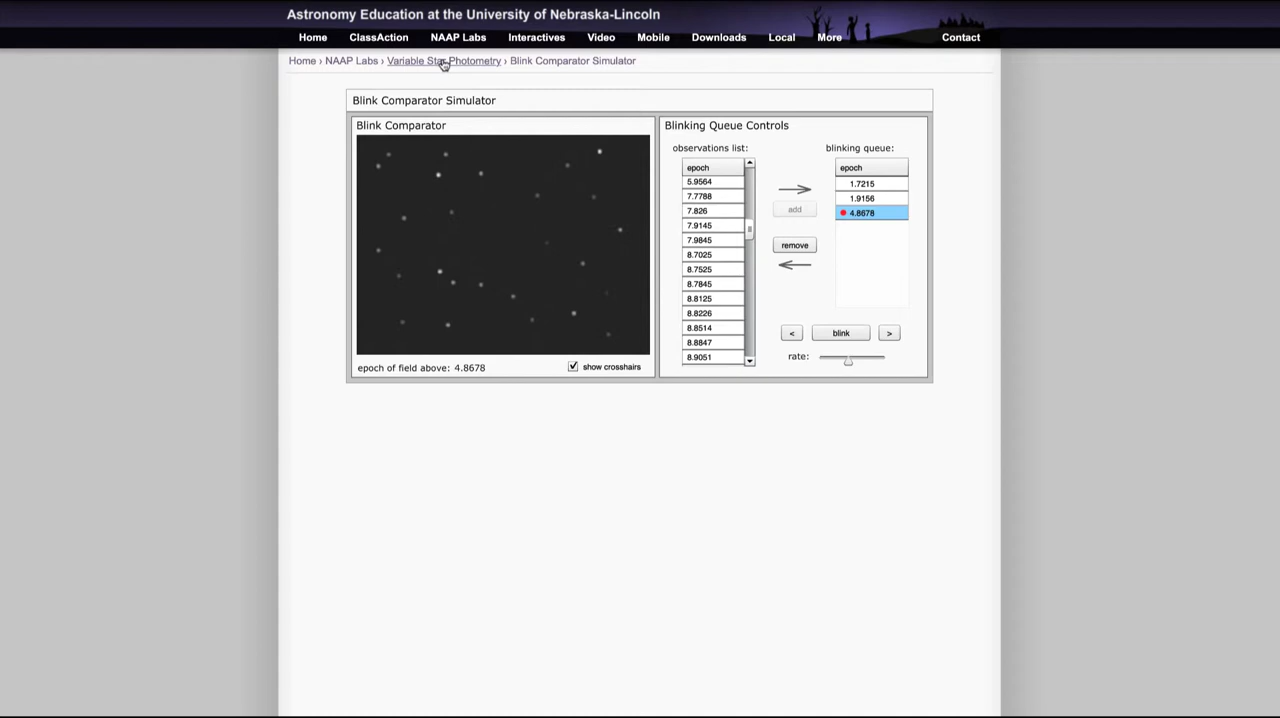 Astronomy Education at the University of Nebraska-Lincoln
Home ClassAction NAAP Labs Interactives Video Mobile Downloads Local More Contact
Home › NAAP Labs › Variable Star Photometry › Blink Comparator Simulator
Blink Comparator Simulator
Blink Comparator
epoch of field above: 4.8678
show crosshairs
Blinking Queue Controls
observations list:
epoch
5.9564
7.7788
7.826
7.9145
7.9845
8.7025
8.7525
8.7845
8.8125
8.8226
8.8514
8.8847
8.9051
add
remove
blinking queue:
epoch
1.7215
1.9156
4.8678
< blink >
rate: